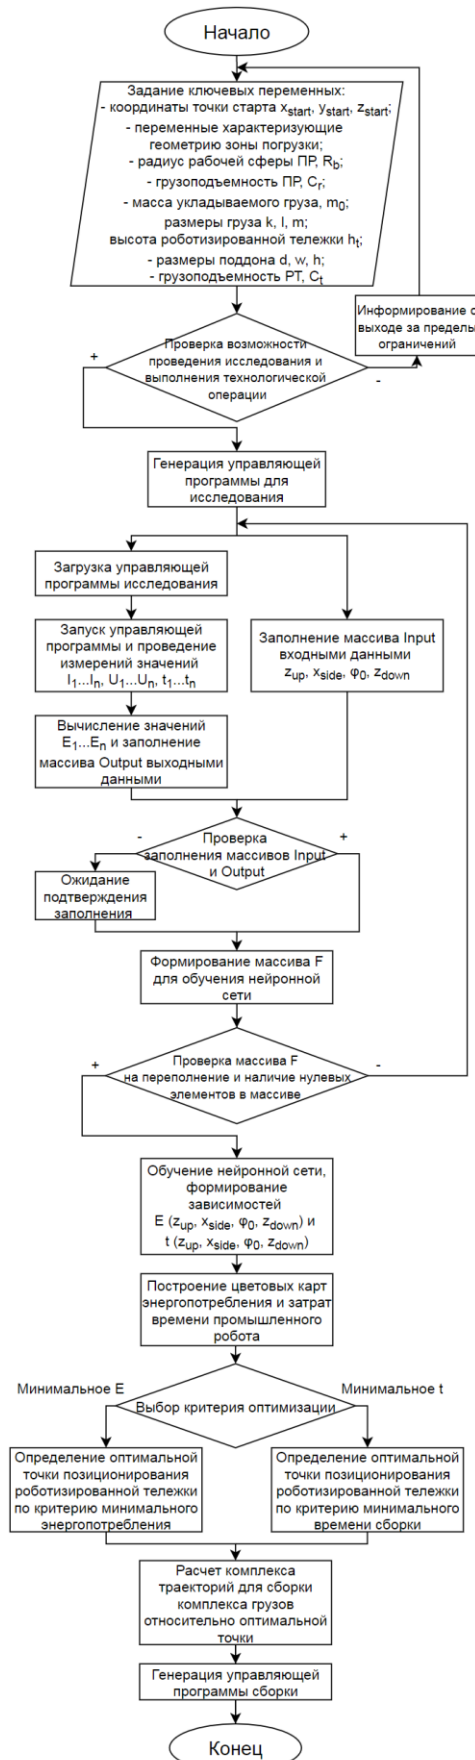 Начало
Задание ключевых переменных:
- координаты точки старта xstart, ystart, zstart;
- переменные характеризующие
геометрию зоны погрузки;
- радиус рабочей сферы ПР, Rb;
- грузоподъемность ПР, Cr;
- масса укладываемого груза, m0;
размеры груза k, l, m;
высота роботизированной тележки ht;
- размеры поддона d, w, h;
- грузоподъемность РТ, Ct
Информирование о
выходе за пределы
ограничений
+
Проверка возможности
проведения исследования и
выполнения технологической
операции
-
Генерация управляющей
программы для
исследования
Загрузка управляющей
программы исследования
Запуск управляющей
программы и проведение
измерений значений
I1...In, U1...Un, t1...tn
Заполнение массива Input
входными данными
zup, xside, φ0, zdown
Вычисление значений
E1...En и заполнение
массива Output выходными
данными
-
Проверка
заполнения массивов Input
и Output
+
Ожидание
подтверждения
заполнения
Формирование массива F
для обучения нейронной
сети
+
Проверка массива F
на переполнение и наличие нулевых
элементов в массиве
-
Обучение нейронной сети,
формирование
зависимостей
E (zup, xside, φ0, zdown) и
t (zup, xside, φ0, zdown)
Построение цветовых карт
энергопотребления и затрат
времени промышленного
робота
Минимальное E
Выбор критерия оптимизации
Минимальное t
Определение оптимальной
точки позиционирования
роботизированной тележки
по критерию минимального
энергопотребления
Определение оптимальной
точки позиционирования
роботизированной тележки
по критерию минимального
времени сборки
Расчет комплекса
траекторий для сборки
комплекса грузов
относительно оптимальной
точки
Генерация управляющей
программы сборки
Конец